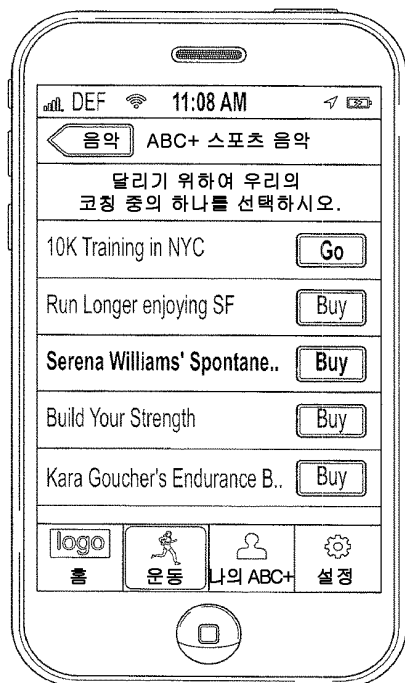 DEF 11:08 AM
음악 ABC+ 스포츠 음악
달리기 위하여 우리의
코칭 중의 하나를 선택하시오.
10K Training in NYC Go
Run Longer enjoying SF Buy
Serena Williams' Spontane.. Buy
Build Your Strength Buy
Kara Goucher's Endurance B.. Buy
logo
홈 운동 나의 ABC+ 설정